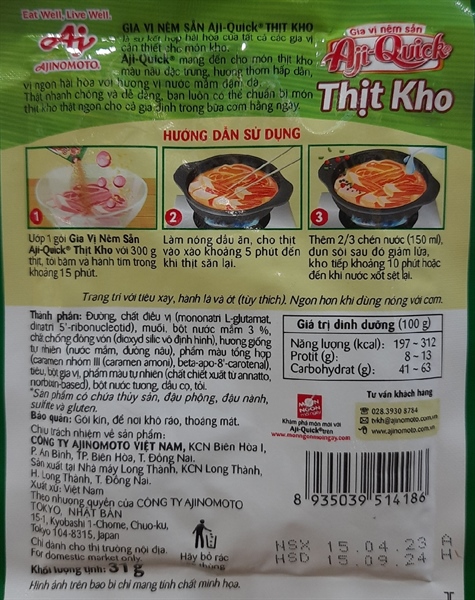 Eat Well, Live Well.
AJINOMOTO
GIA VỊ NÊM SẴN Aji-Quick® THỊT KHO
là sự kết hợp hài hòa của tất cả các gia vị
cần thiết cho món kho.
Aji-Quick® mang đến cho món thịt kho
màu nâu đặc trưng, hương thơm hấp dẫn,
vị ngon hài hòa với hương vị nước mắm đậm đà.
Thật nhanh chóng và dễ dàng, bạn luôn có thể chuẩn bị món
thịt kho thật ngon cho cả gia đình trong bữa cơm hằng ngày.
Gia vị nêm sẵn
Aji-Quick®
Thịt Kho
HƯỚNG DẪN SỬ DỤNG
1
Ướp 1 gói Gia Vị Nêm Sẵn
Aji-Quick® Thịt Kho với 300 g
thịt, tỏi băm và hành tím trong
khoảng 15 phút.
2
Làm nóng dầu ăn, cho thịt
vào xào khoảng 5 phút đến
khi thịt săn lại.
3
Thêm 2/3 chén nước (150 ml),
đun sôi sau đó giảm lửa,
kho tiếp khoảng 10 phút hoặc
đến khi nước xốt sệt lại.
Trang trí với tiêu xay, hành lá và ớt (tùy thích). Ngon hơn khi dùng nóng với cơm.
Thành phần: Đường, chất điều vị (mononatri L-glutamat,
dinatri 5'-ribonucleotid), muối, bột nước mắm 3 %,
chất chống đông vón (dioxyd silic vô định hình), hương giống
tự nhiên (nước mắm, đường nâu), phẩm màu tổng hợp
(caramen nhóm III (caramen amoni), beta-apo-8'-carotenal),
tiêu, bột gia vị, phẩm màu tự nhiên (chất chiết xuất từ annatto,
norbixin-based), bột nước tương, dầu cọ, tỏi.
*Sản phẩm có chứa thủy sản, đậu phộng, đậu nành,
sulfite và gluten.
Bảo quản: Gói kín, để nơi khô ráo, thoáng mát.
Chịu trách nhiệm về sản phẩm:
CÔNG TY AJINOMOTO VIỆT NAM, KCN Biên Hòa I,
P. An Bình, TP. Biên Hòa, T. Đồng Nai.
Sản xuất tại Nhà máy Long Thành, KCN Long Thành,
H. Long Thành, T. Đồng Nai.
Xuất xứ: Việt Nam
Theo nhượng quyền của CÔNG TY AJINOMOTO
TOKYO, NHẬT BẢN
15-1, Kyobashi 1-Chome, Chuo-ku,
Tokyo 104-8315, Japan
Chỉ dành cho thị trường nội địa.
For domestic market only.
Khối lượng tịnh: 31 g
Hình ảnh trên bao bì chỉ mang tính chất minh họa.
Giá trị dinh dưỡng (100 g)
Năng lượng (kcal): 197 - 312
Protit (g): 8 - 13
Carbohydrat (g): 41 - 63
MÓN NGON MỖI NGÀY
Khám phá món mới với
Aji-Quick® trên
www.monngonmoingay.com
Tư vấn khách hàng
028 3930 8784
tvkh@ajinomoto.com.vn
www.ajinomoto.com.vn
8 935039 514186
Hãy bỏ rác
NSX 15.04.23
HSD 15.09.24